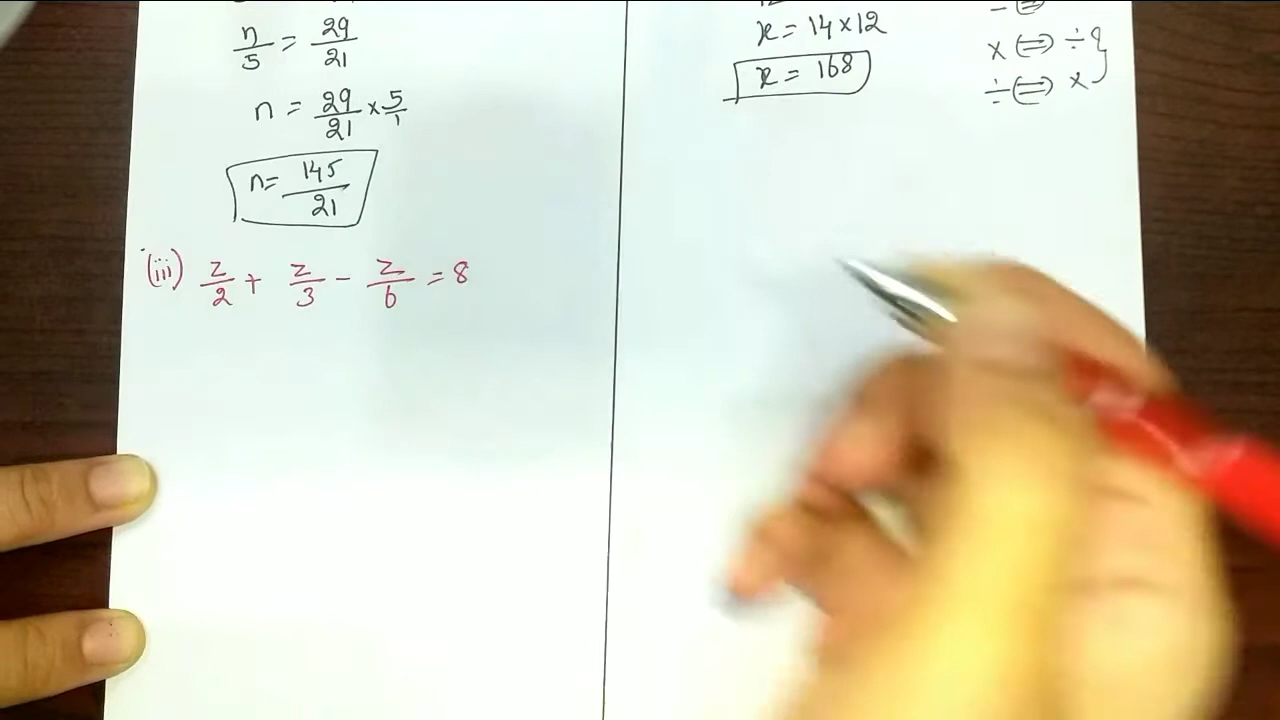 n/5 = 29/21
n = 29/21 × 5/1
n = 145/21
(iii) z/2 + z/3 − z/6 = 8
x = 14×12
x = 168
× ⟺ ÷
÷ ⟺ ×